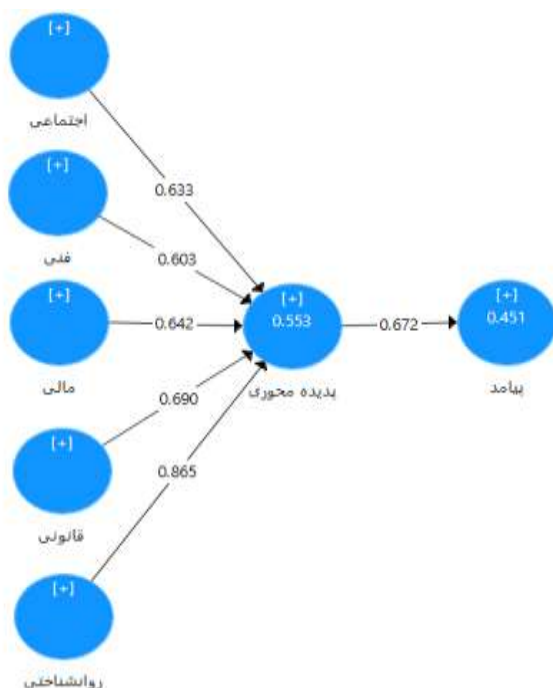 [+]
اجتماعی
0.633
[+]
فنی
0.603
[+]
مالی
0.642
[+]
قانونی
0.690
[+]
روانشناختی
0.865
[+]
0.553
پدیده محوری
0.672
[+]
0.451
پیامد